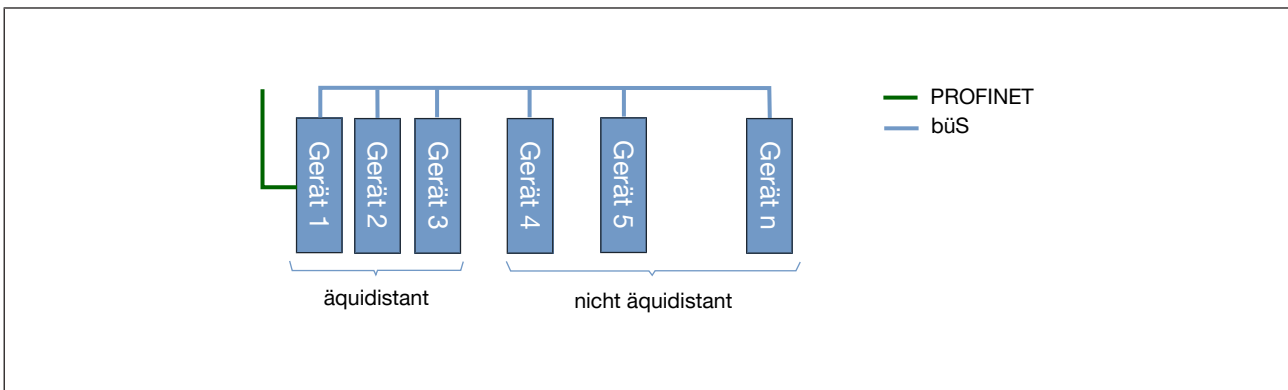 PROFINET
büS
Gerät 1
Gerät 2
Gerät 3
Gerät 4
Gerät 5
Gerät n
äquidistant
nicht äquidistant